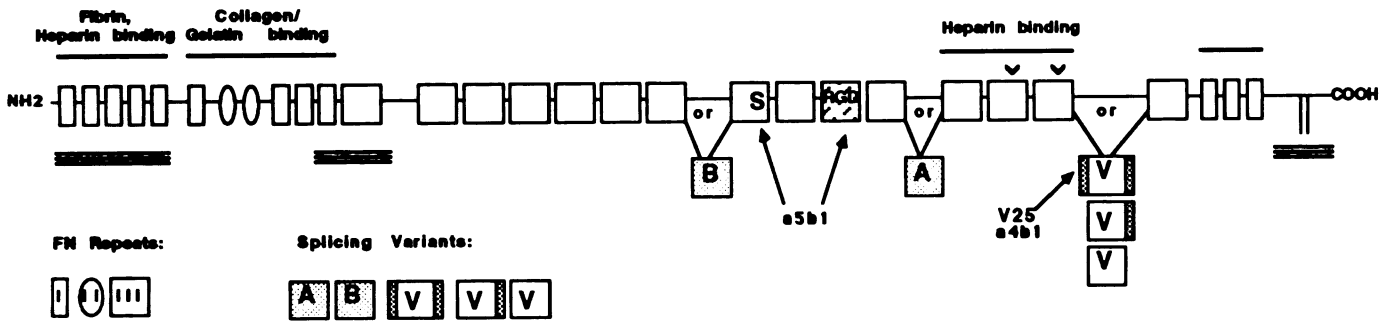 Fibrin,
Heparin binding
Collagen/
Gelatin binding
Heparin binding
NH2
or
S
RGD
or
or
COOH
B
A
V
a5b1
V25
a4b1
V
V
FN Repeats:
Splicing Variants:
I
II
III
A
B
V
V
V